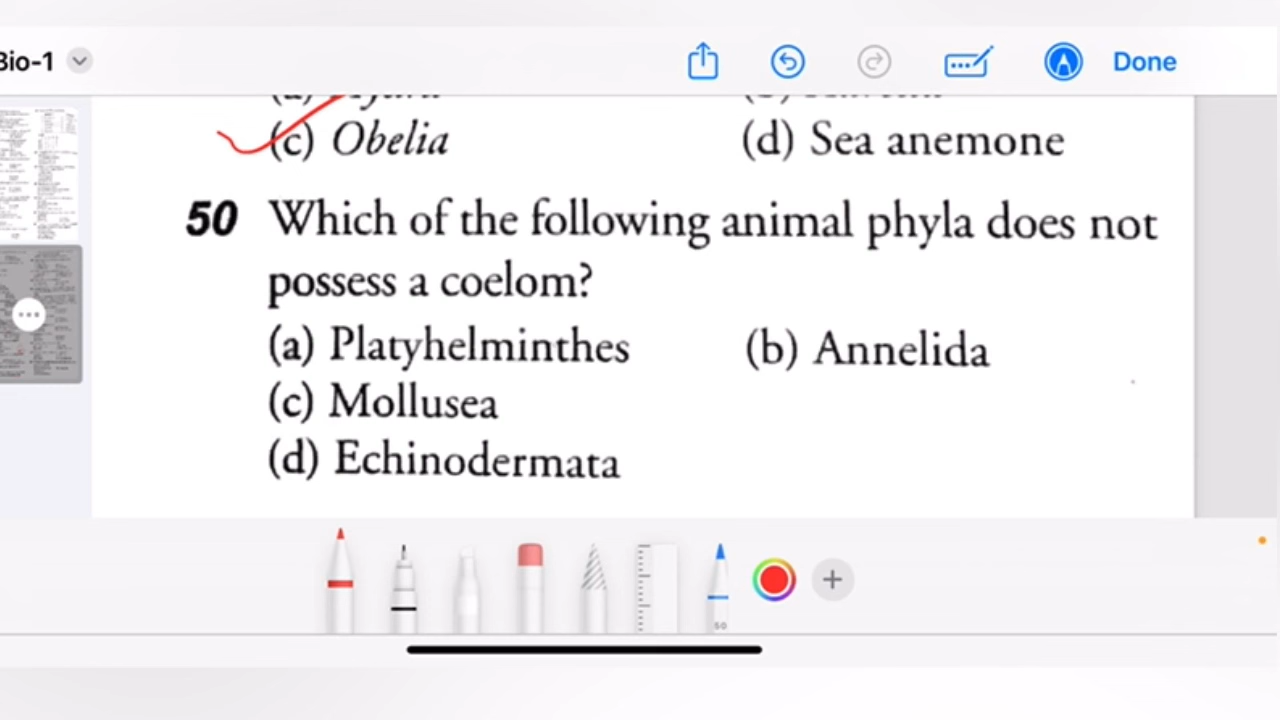 Bio-1
Done
(c) Obelia
(d) Sea anemone
50 Which of the following animal phyla does not
possess a coelom?
(a) Platyhelminthes
(b) Annelida
(c) Mollusea
(d) Echinodermata
50